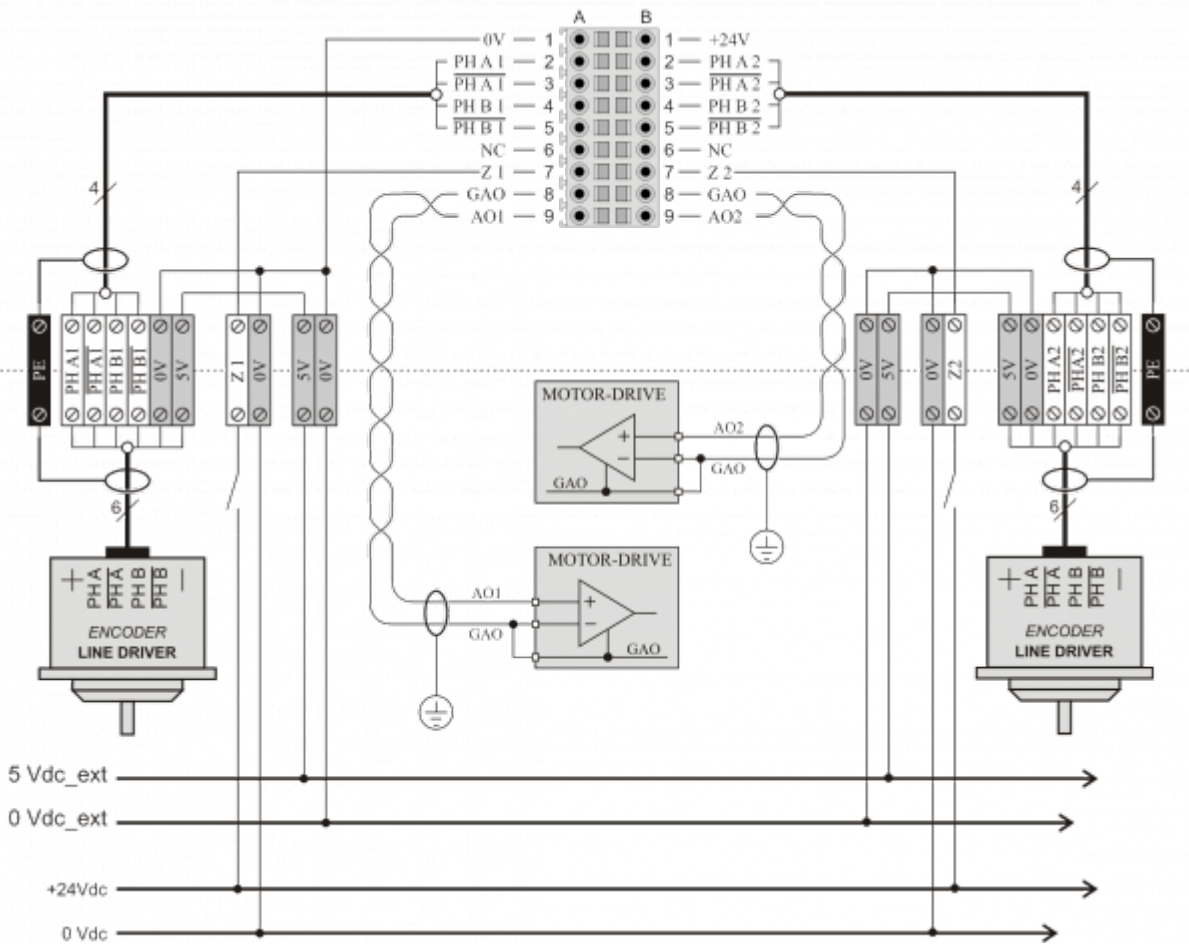 A B
0V 1 1 +24V
PH A 1 2 2 PH A 2
PH A 1 3 3 PH A 2
PH B 1 4 4 PH B 2
PH B 1 5 5 PH B 2
NC 6 6 NC
Z 1 7 7 Z 2
GAO 8 8 GAO
AO1 9 9 AO2
4
4
PE PH A1 PH A1 PH B1 PH B1 0V 5V Z 1 0V 5V 0V
0V 5V 0V Z2 5V 0V PH A2 PHA2 PH B2 PH B2 PE
MOTOR-DRIVE
+
AO2
−
GAO
GAO
6
6
MOTOR-DRIVE
AO1
+
−
GAO
GAO
+ PH A PH A PH B PH B −
ENCODER
LINE DRIVER
+ PH A PH A PH B PH B −
ENCODER
LINE DRIVER
5 Vdc_ext
0 Vdc_ext
+24Vdc
0 Vdc